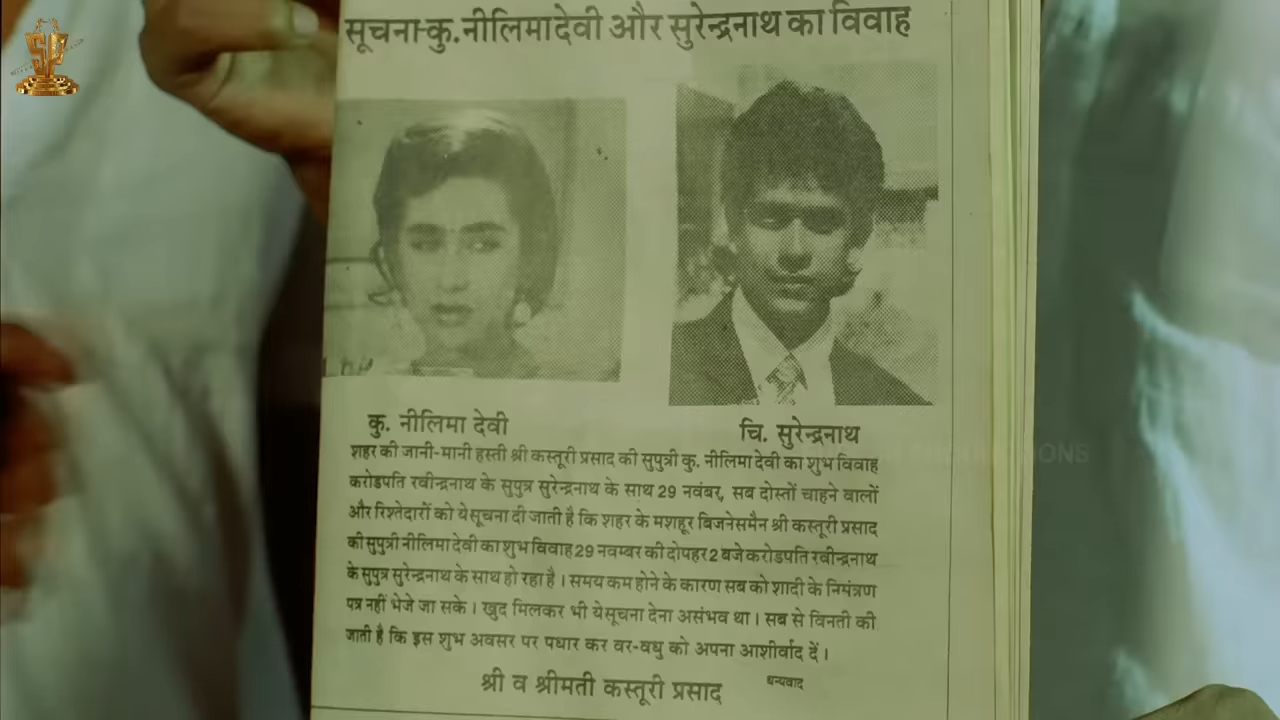 SP
सूचना-कु.नीलिमा देवी और सुरेन्द्रनाथ का विवाह
कु. नीलिमा देवी
चि. सुरेन्द्रनाथ
शहर की जानी-मानी हस्ती श्री कस्तूरी प्रसाद की सुपुत्री कु. नीलिमा देवी का शुभ विवाह
करोडपति रवीन्द्रनाथ के सुपुत्र सुरेन्द्रनाथ के साथ 29 नवंबर, सब दोस्तों चाहने वालों
और रिश्तेदारों को ये सूचना दी जाती है कि शहर के मशहूर बिजनेसमैन श्री कस्तूरी प्रसाद
की सुपुत्री नीलिमा देवी का शुभ विवाह 29 नवम्बर की दोपहर 2 बजे करोडपति रवीन्द्रनाथ
के सुपुत्र सुरेन्द्रनाथ के साथ हो रहा है । समय कम होने के कारण सब को शादी के निमंत्रण
पत्र नहीं भेजे जा सके । खुद मिलकर भी ये सूचना देना असंभव था । सब से विनती की
जाती है कि इस शुभ अवसर पर पधार कर वर-वधु को अपना आशीर्वाद दें ।
धन्यवाद
श्री व श्रीमती कस्तूरी प्रसाद